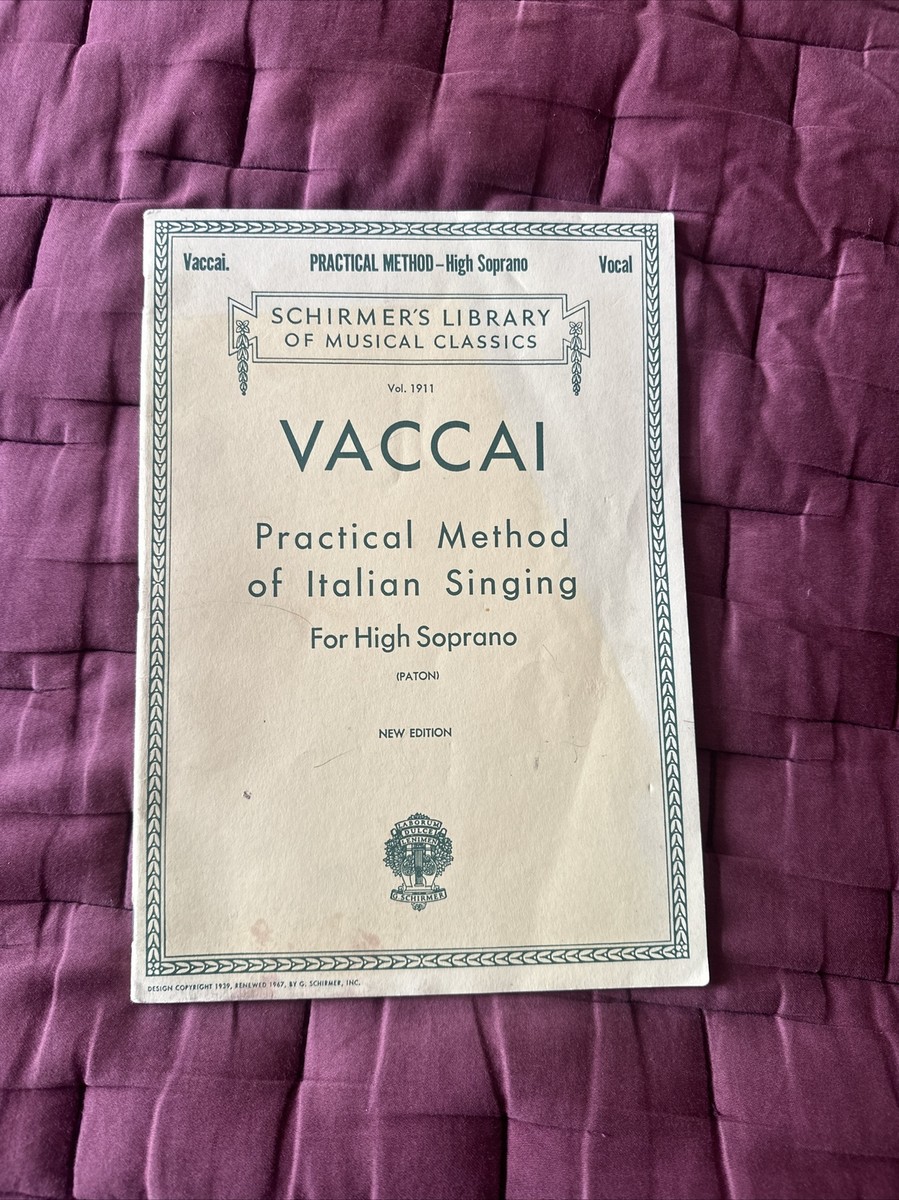 Vaccai. PRACTICAL METHOD–High Soprano Vocal
SCHIRMER'S LIBRARY
OF MUSICAL CLASSICS
Vol. 1911
VACCAI
Practical Method
of Italian Singing
For High Soprano
(PATON)
NEW EDITION
LABORUM
DULCE
LENIMEN
G. SCHIRMER
DESIGN COPYRIGHT 1939, RENEWED 1967, BY G. SCHIRMER, INC.